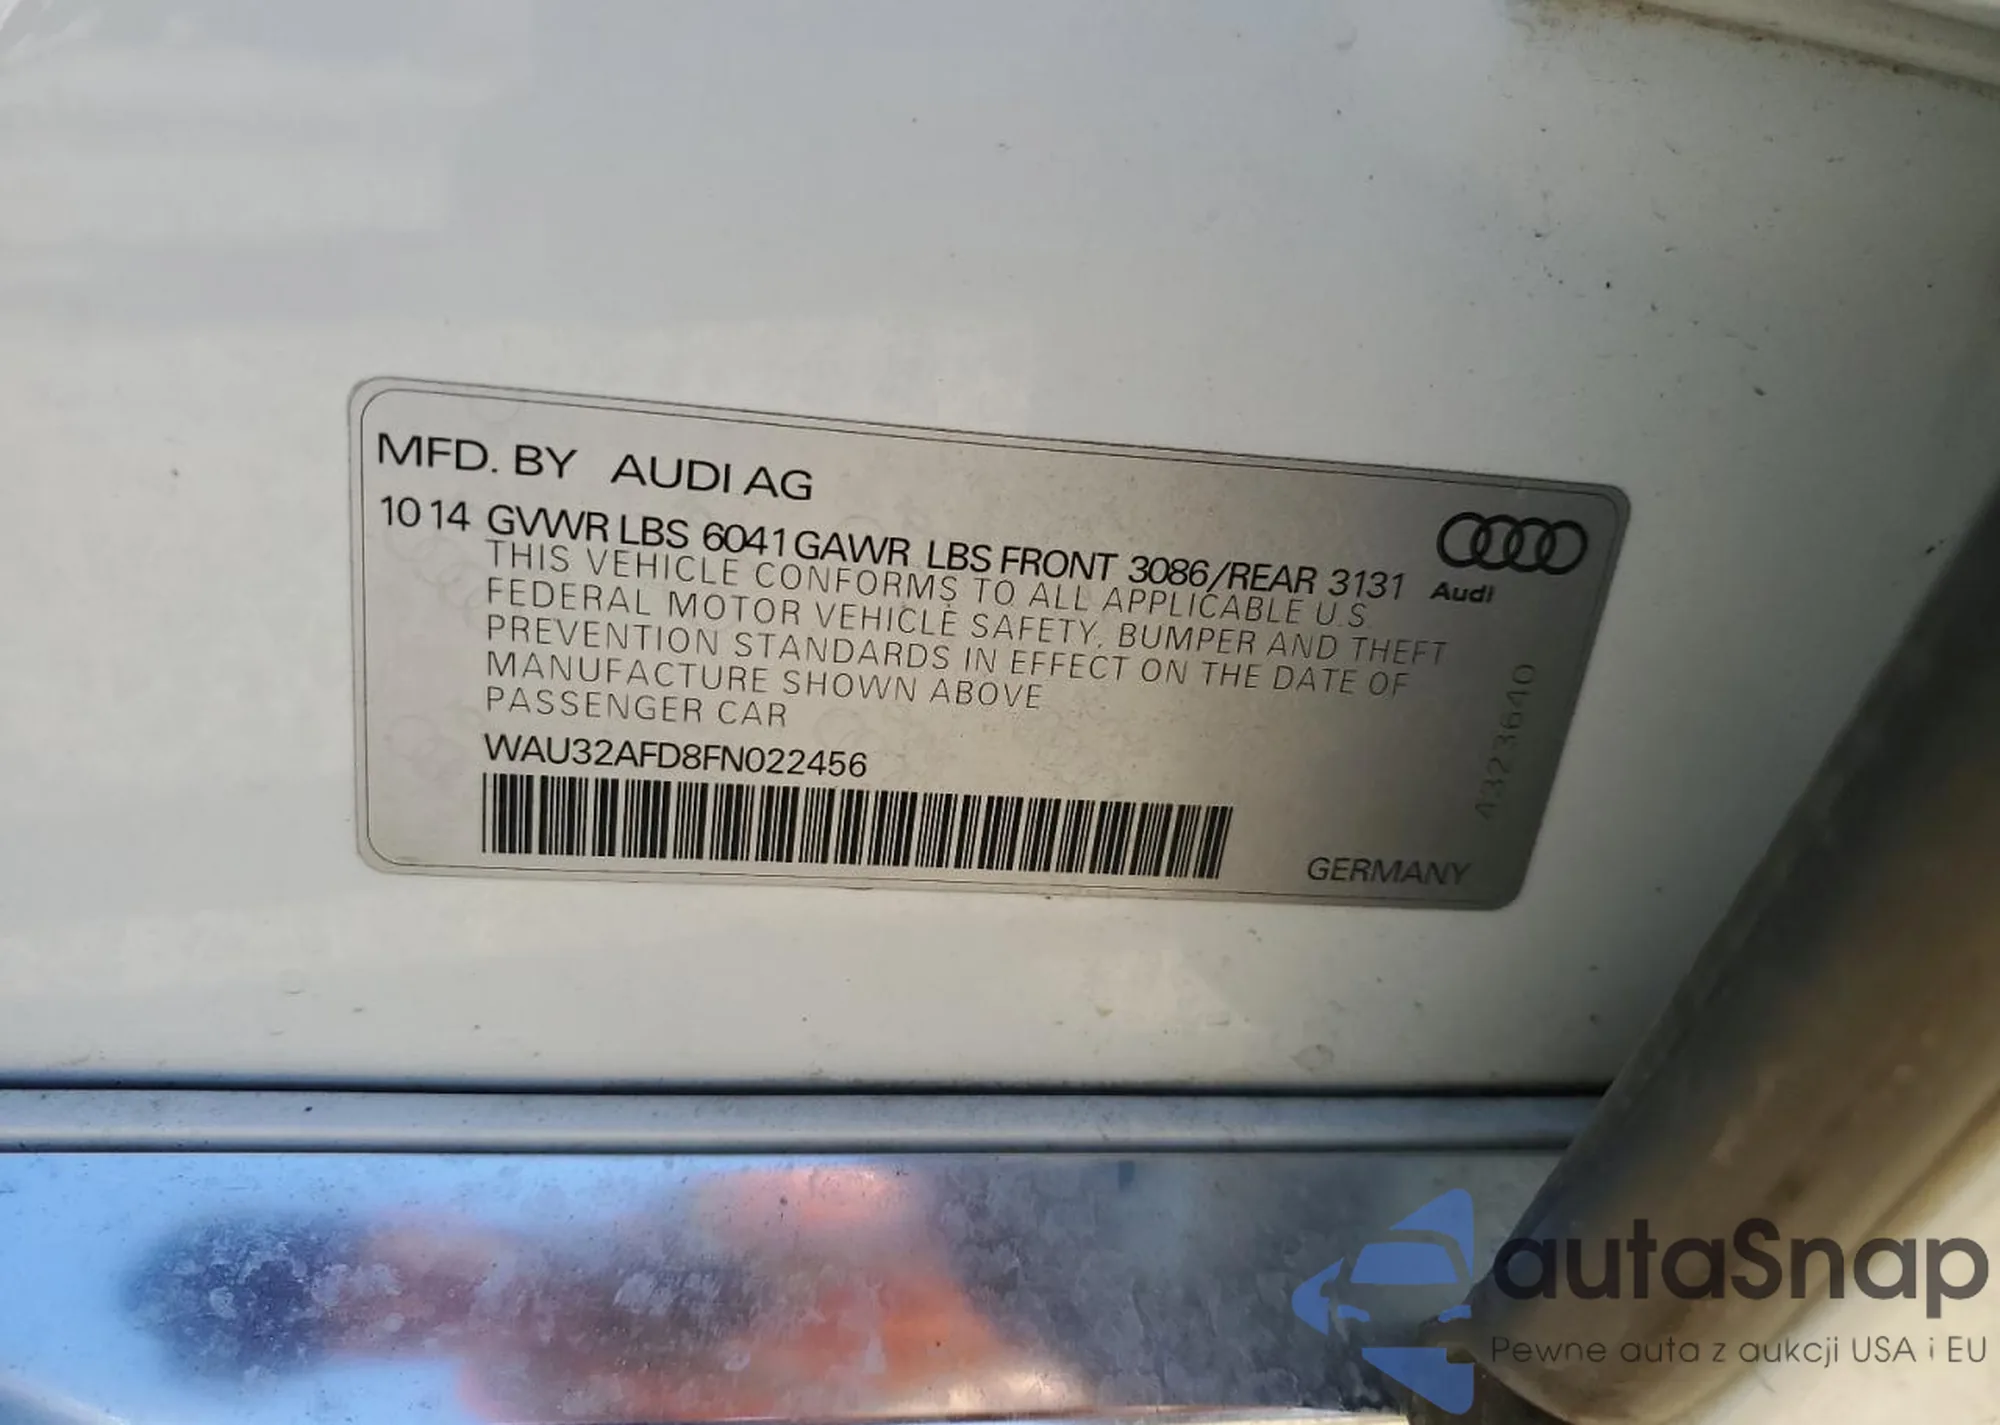 MFD. BY AUDI AG
10 14 GVWR LBS 6041 GAWR LBS FRONT 3086/REAR 3131
Audi
THIS VEHICLE CONFORMS TO ALL APPLICABLE U.S.
FEDERAL MOTOR VEHICLE SAFETY, BUMPER AND THEFT
PREVENTION STANDARDS IN EFFECT ON THE DATE OF
MANUFACTURE SHOWN ABOVE
PASSENGER CAR
WAU32AFD8FN022456
4323640
GERMANY
autaSnap
Pewne auta z aukcji USA i EU